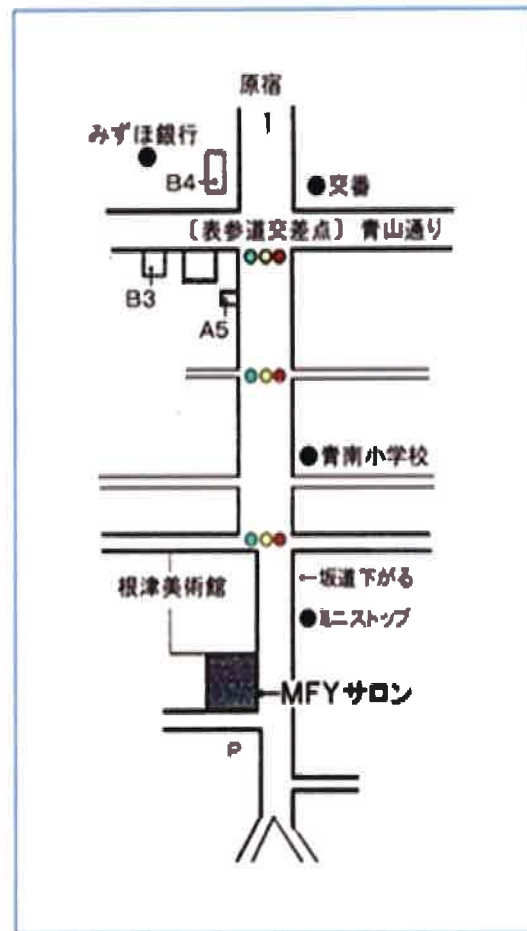 原宿
1
みずほ銀行
B4
交番
〔表参道交差点〕 青山通り
B3
A5
青南小学校
根津美術館
←坂道下がる
ミニストップ
←MFYサロン
P